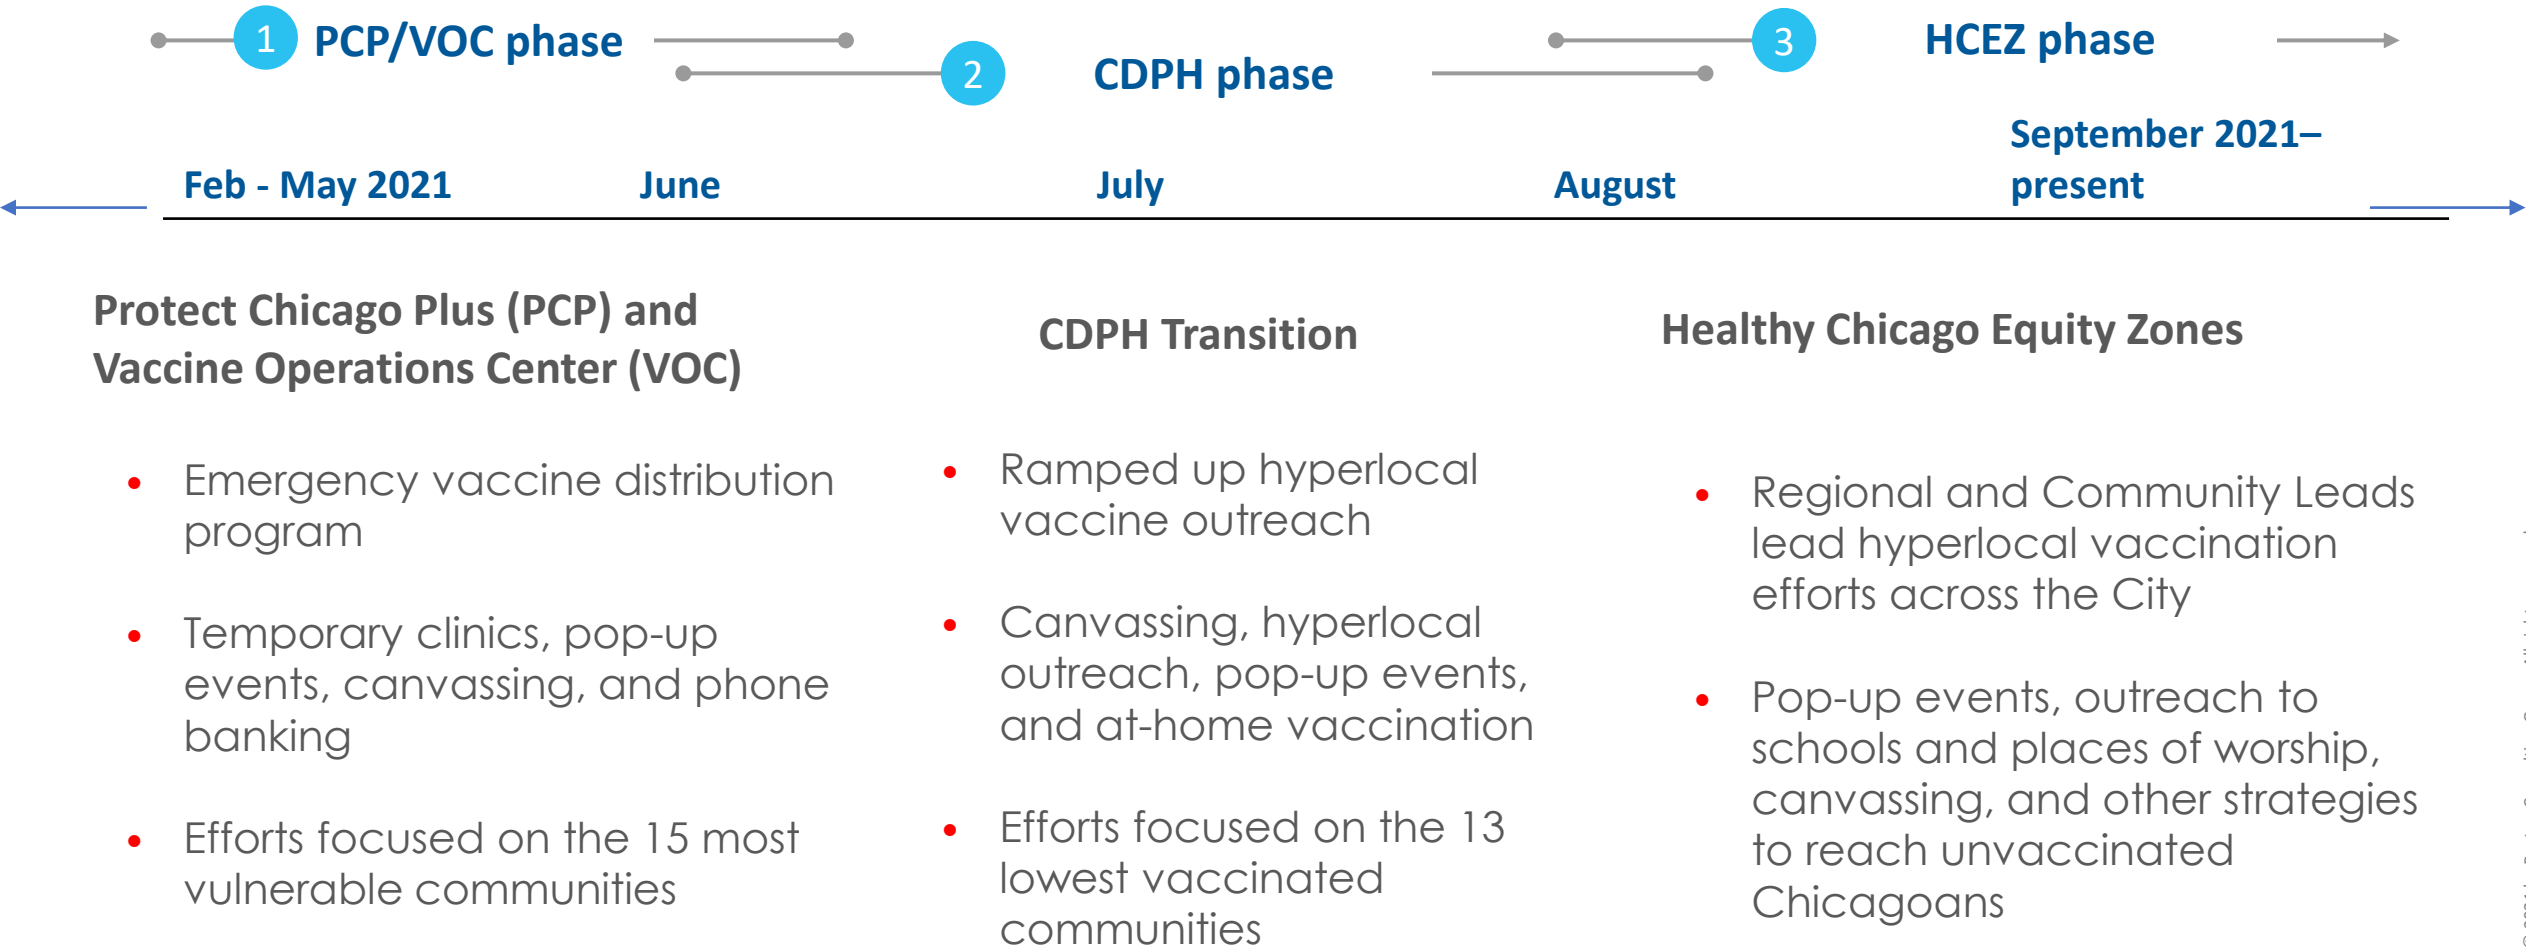 1 PCP/VOC phase
2 CDPH phase
3 HCEZ phase
Feb - May 2021
June
July
August
September 2021–
present
Protect Chicago Plus (PCP) and
Vaccine Operations Center (VOC)
• Emergency vaccine distribution
program
• Temporary clinics, pop-up
events, canvassing, and phone
banking
• Efforts focused on the 15 most
vulnerable communities
CDPH Transition
• Ramped up hyperlocal
vaccine outreach
• Canvassing, hyperlocal
outreach, pop-up events,
and at-home vaccination
• Efforts focused on the 13
lowest vaccinated
communities
Healthy Chicago Equity Zones
• Regional and Community Leads
lead hyperlocal vaccination
efforts across the City
• Pop-up events, outreach to
schools and places of worship,
canvassing, and other strategies
to reach unvaccinated
Chicagoans